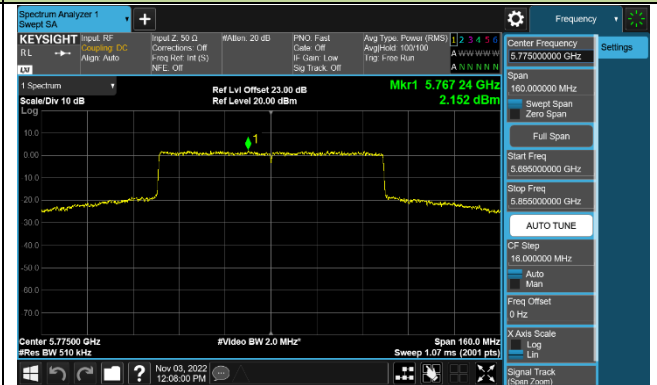 Spectrum Analyzer 1
Swept SA
+
Frequency
KEYSIGHT
RL
Input: RF
Coupling: DC
Align: Auto
Input Z: 50 Ω
Corrections: Off
Freq Ref: Int (S)
NFE: Off
#Atten: 20 dB
PNO: Fast
Gate: Off
IF Gain: Low
Sig Track: Off
Avg Type: Power (RMS)
Avg|Hold: 100/100
Trig: Free Run
1 2 3 4 5 6
A W W W W W
A N N N N N
LXI
1 Spectrum
Scale/Div 10 dB
Log
Ref Lvl Offset 23.00 dB
Ref Level 20.00 dBm
Mkr1 5.767 24 GHz
2.152 dBm
1
10.0
0.00
10.0
20.0
30.0
40.0
-50.0
60.0
70.0
Center 5.77500 GHz
#Res BW 510 kHz
#Video BW 2.0 MHz*
Span 160.0 MHz
Sweep 1.07 ms (2001 pts)
Nov 03, 2022
12:08:00 PM
Center Frequency
5.775000000 GHz
Span
160.000000 MHz
Swept Span
Zero Span
Full Span
Start Freq
5.695000000 GHz
Stop Freq
5.855000000 GHz
AUTO TUNE
CF Step
16.000000 MHz
Auto
Man
Freq Offset
0 Hz
X Axis Scale
Log
Lin
Signal Track
(Span Zoom)
Settings